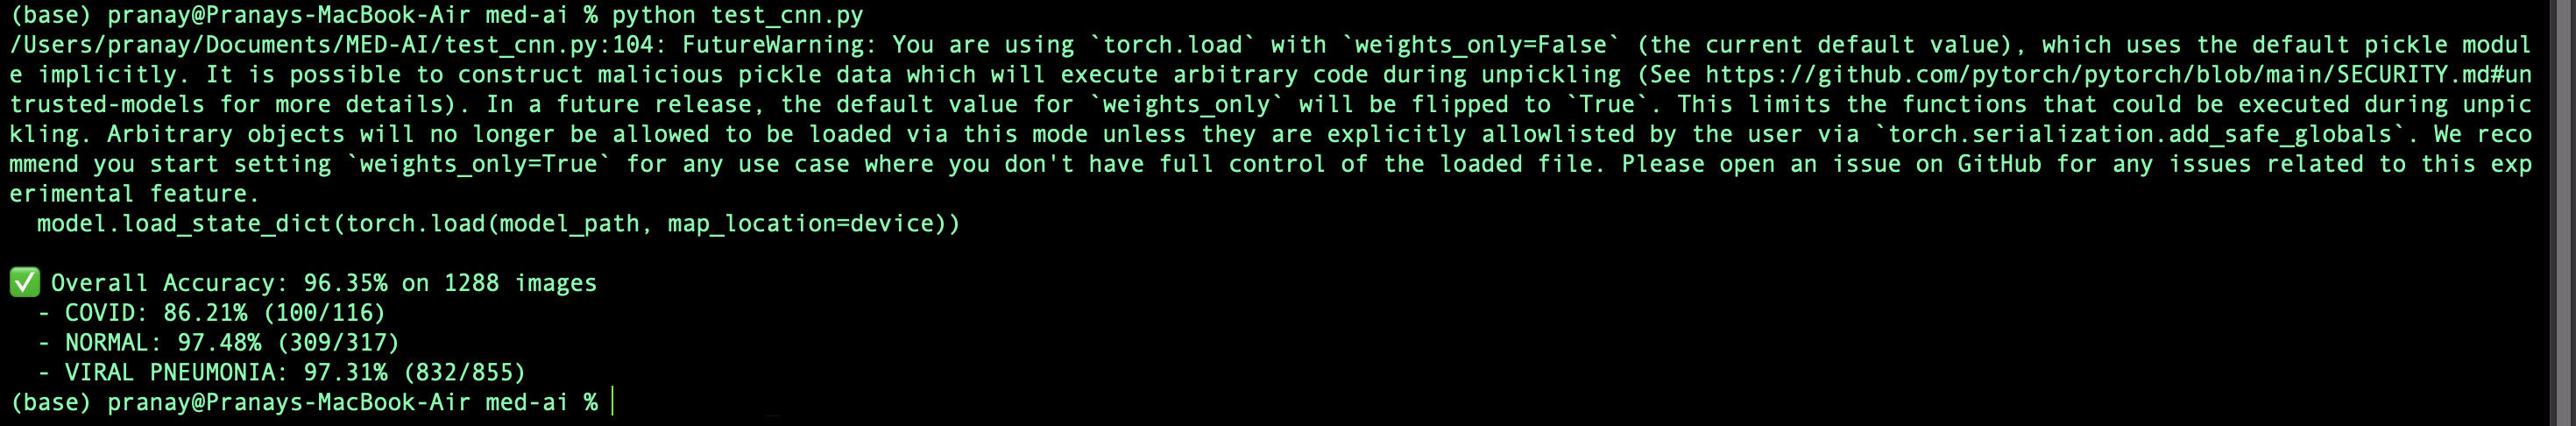 (base) pranay@Pranays-MacBook-Air med-ai % python test_cnn.py
/Users/pranay/Documents/MED-AI/test_cnn.py:104: FutureWarning: You are using `torch.load` with `weights_only=False` (the current default value), which uses the default pickle modul
e implicitly. It is possible to construct malicious pickle data which will execute arbitrary code during unpickling (See https://github.com/pytorch/pytorch/blob/main/SECURITY.md#un
trusted-models for more details). In a future release, the default value for `weights_only` will be flipped to `True`. This limits the functions that could be executed during unpic
kling. Arbitrary objects will no longer be allowed to be loaded via this mode unless they are explicitly allowlisted by the user via `torch.serialization.add_safe_globals`. We reco
mmend you start setting `weights_only=True` for any use case where you don't have full control of the loaded file. Please open an issue on GitHub for any issues related to this exp
erimental feature.
  model.load_state_dict(torch.load(model_path, map_location=device))
✅ Overall Accuracy: 96.35% on 1288 images
  - COVID: 86.21% (100/116)
  - NORMAL: 97.48% (309/317)
  - VIRAL PNEUMONIA: 97.31% (832/855)
(base) pranay@Pranays-MacBook-Air med-ai %